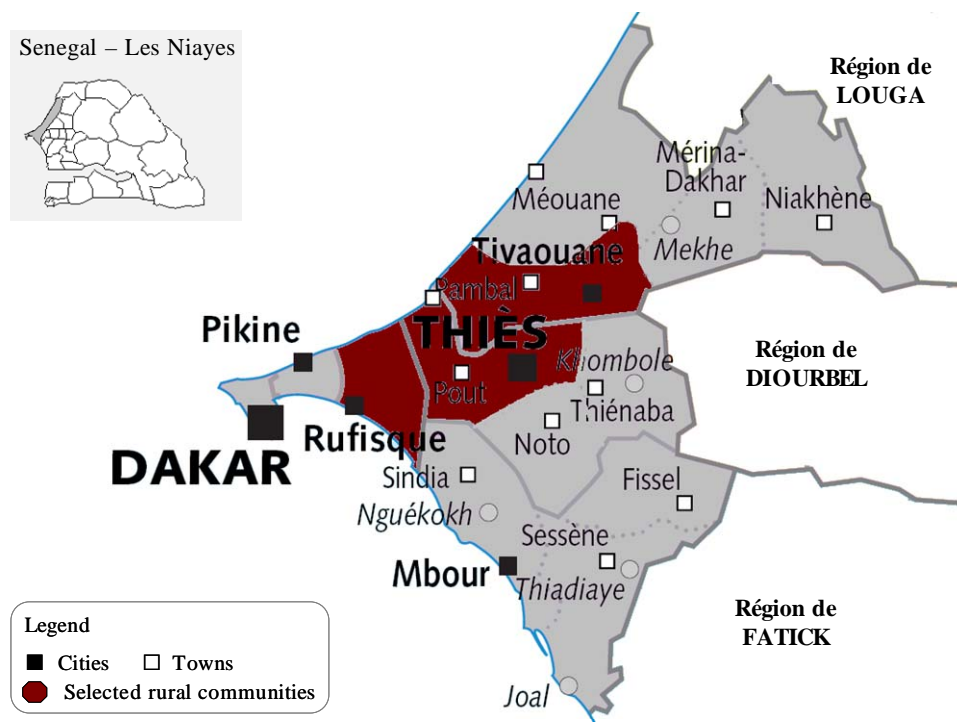 Senegal – Les Niayes
Région de
LOUGA
Mérina-
Dakhar
Méouane
Niakhène
Mekhe
Tivaouane
Pambal
Pikine
THIÈS
Khombole
Région de
DIOURBEL
Pout
Thiénaba
Rufisque
Noto
DAKAR
Sindia
Fissel
Nguékokh
Sessène
Mbour
Thiadiaye
Région de
FATICK
Joal
Legend
Cities
Towns
Selected rural communities